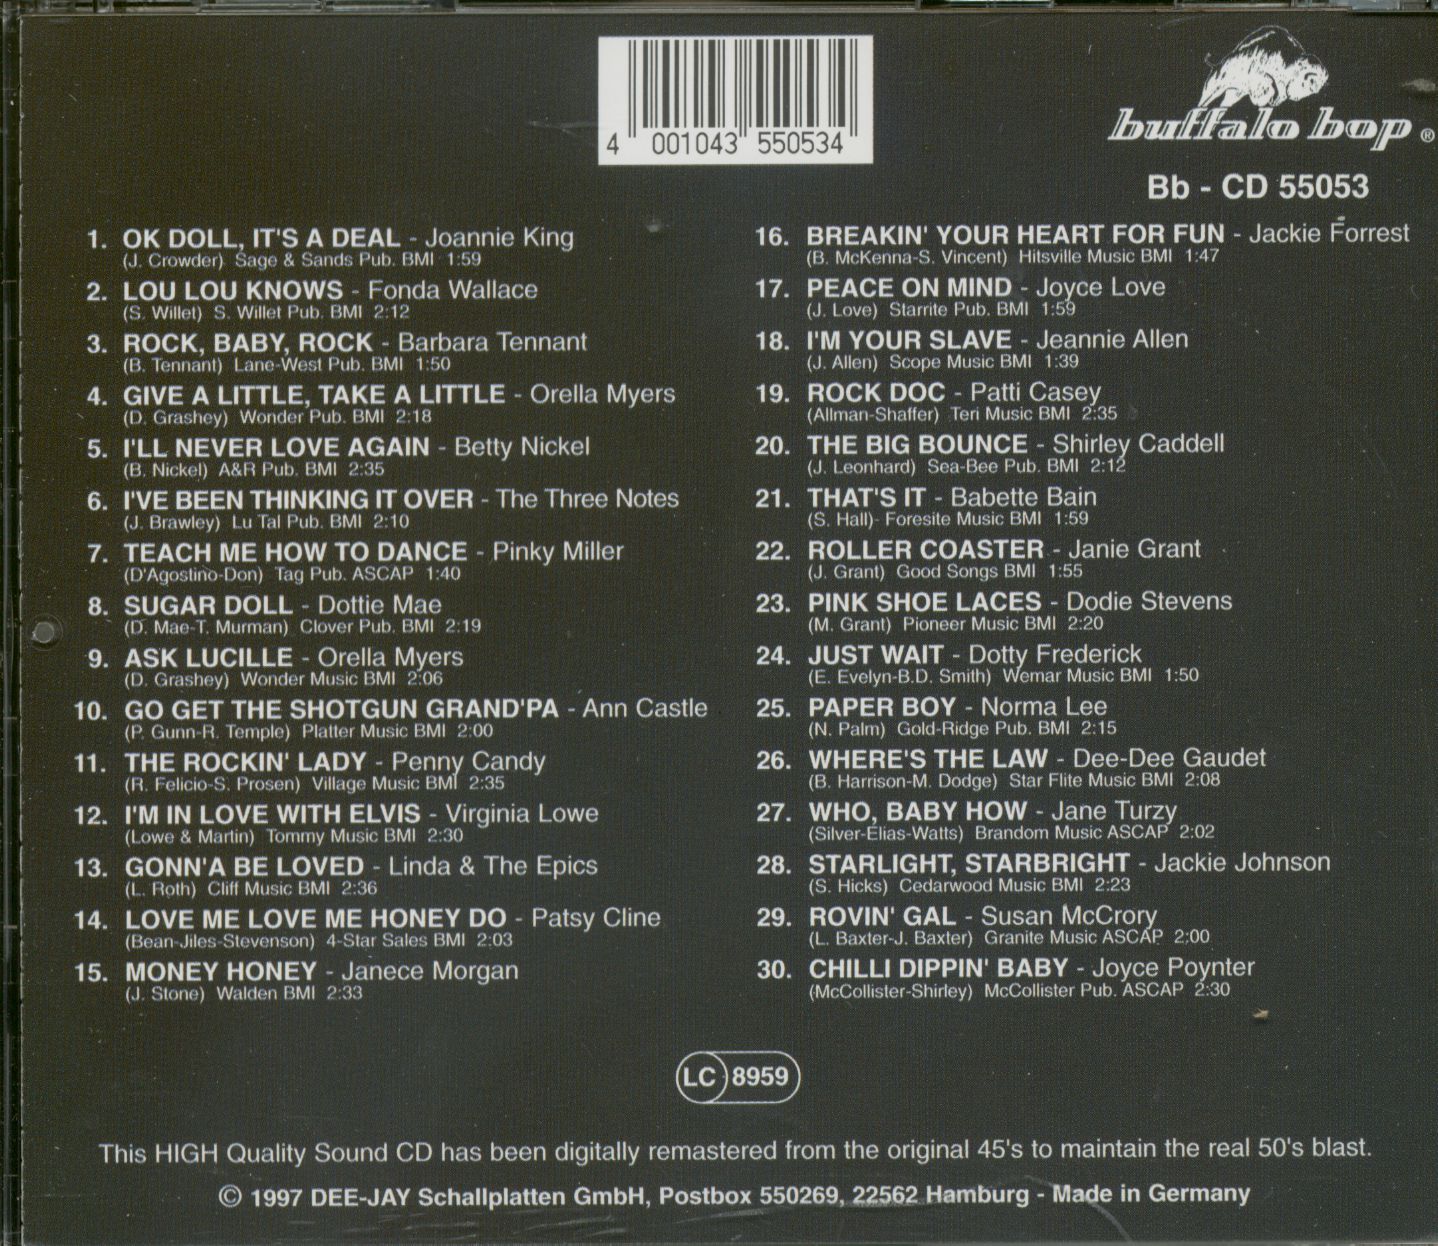 4 001043 550534
buffalo bop ®
Bb - CD 55053
1. OK DOLL, IT'S A DEAL - Joannie King
(J. Crowder) Sage & Sands Pub. BMI 1:59
2. LOU LOU KNOWS - Fonda Wallace
(S. Willet) S. Willet Pub. BMI 2:12
3. ROCK, BABY, ROCK - Barbara Tennant
(B. Tennant) Lane-West Pub. BMI 1:50
4. GIVE A LITTLE, TAKE A LITTLE - Orella Myers
(D. Grashey) Wonder Pub. BMI 2:18
5. I'LL NEVER LOVE AGAIN - Betty Nickel
(B. Nickel) A&R Pub. BMI 2:35
6. I'VE BEEN THINKING IT OVER - The Three Notes
(J. Brawley) Lu Tal Pub. BMI 2:10
7. TEACH ME HOW TO DANCE - Pinky Miller
(D'Agostino-Don) Tag Pub. ASCAP 1:40
8. SUGAR DOLL - Dottie Mae
(D. Mae-T. Murman) Clover Pub. BMI 2:19
9. ASK LUCILLE - Orella Myers
(D. Grashey) Wonder Music BMI 2:06
10. GO GET THE SHOTGUN GRAND'PA - Ann Castle
(P. Gunn-R. Temple) Platter Music BMI 2:00
11. THE ROCKIN' LADY - Penny Candy
(R. Felicio-S. Prosen) Village Music BMI 2:35
12. I'M IN LOVE WITH ELVIS - Virginia Lowe
(Lowe & Martin) Tommy Music BMI 2:30
13. GONN'A BE LOVED - Linda & The Epics
(L. Roth) Cliff Music BMI 2:36
14. LOVE ME LOVE ME HONEY DO - Patsy Cline
(Bean-Jiles-Stevenson) 4-Star Sales BMI 2:03
15. MONEY HONEY - Janece Morgan
(J. Stone) Walden BMI 2:33
16. BREAKIN' YOUR HEART FOR FUN - Jackie Forrest
(B. McKenna-S. Vincent) Hitsville Music BMI 1:47
17. PEACE ON MIND - Joyce Love
(J. Love) Starrite Pub. BMI 1:59
18. I'M YOUR SLAVE - Jeannie Allen
(J. Allen) Scope Music BMI 1:39
19. ROCK DOC - Patti Casey
(Allman-Shaffer) Teri Music BMI 2:35
20. THE BIG BOUNCE - Shirley Caddell
(J. Leonhard) Sea-Bee Pub. BMI 2:12
21. THAT'S IT - Babette Bain
(S. Hall)- Foresite Music BMI 1:59
22. ROLLER COASTER - Janie Grant
(J. Grant) Good Songs BMI 1:55
23. PINK SHOE LACES - Dodie Stevens
(M. Grant) Pioneer Music BMI 2:20
24. JUST WAIT - Dotty Frederick
(E. Evelyn-B.D. Smith) Wemar Music BMI 1:50
25. PAPER BOY - Norma Lee
(N. Palm) Gold-Ridge Pub. BMI 2:15
26. WHERE'S THE LAW - Dee-Dee Gaudet
(B. Harrison-M. Dodge) Star Flite Music BMI 2:08
27. WHO, BABY HOW - Jane Turzy
(Silver-Elias-Watts) Brandom Music ASCAP 2:02
28. STARLIGHT, STARBRIGHT - Jackie Johnson
(S. Hicks) Cedarwood Music BMI 2:23
29. ROVIN' GAL - Susan McCrory
(L. Baxter-J. Baxter) Granite Music ASCAP 2;00
30. CHILLI DIPPIN' BABY - Joyce Poynter
(McCollister-Shirley) McCollister Pub. ASCAP 2:30
LC 8959
This HIGH Quality Sound CD has been digitally remastered from the original 45's to maintain the real 50's blast.
© 1997 DEE-JAY Schallplatten GmbH, Postbox 550269, 22562 Hamburg - Made in Germany